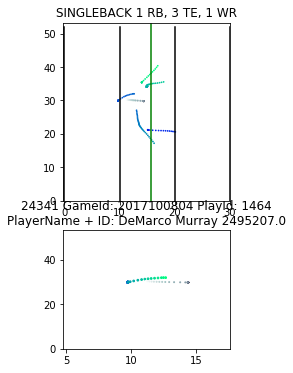 SINGLEBACK 1 RB, 3 TE, 1 WR
50
40
30
20
10
0
0 10 20 30
24341 GameId: 2017100804 PlayId: 1464
PlayerName + ID: DeMarco Murray 2495207.0
40
20
0
5 10 15